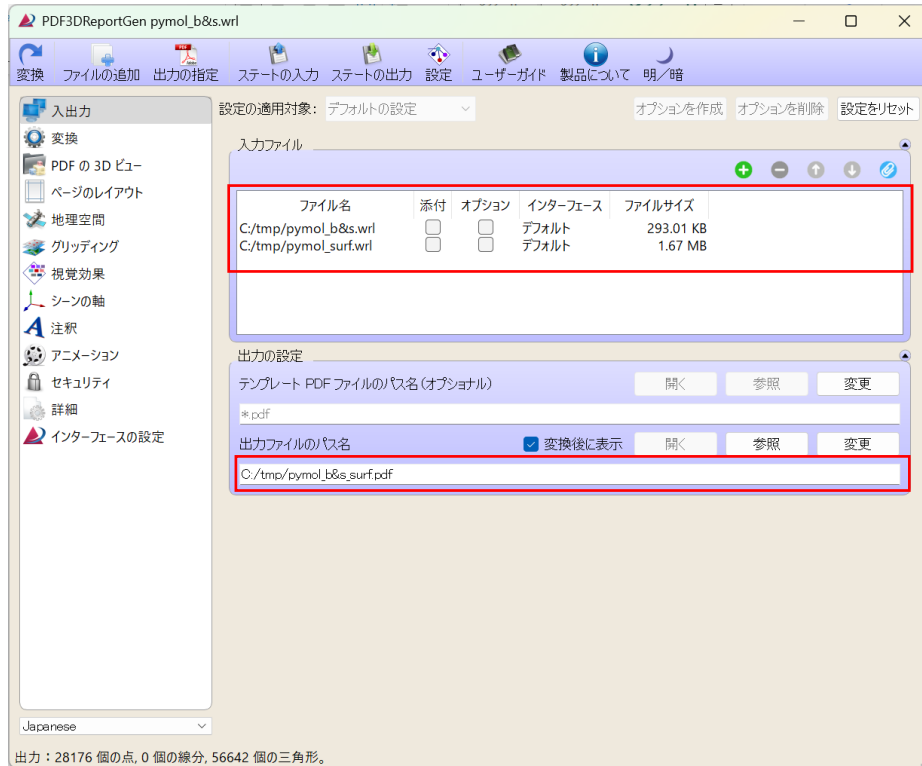 PDF3DReportGen pymol_b&s.wrl
変換 ファイルの追加 出力の指定 ステートの入力 ステートの出力 設定 ユーザーガイド 製品について 明／暗
入出力
変換
PDF の 3D ビュー
ページのレイアウト
地理空間
グリッディング
視覚効果
シーンの軸
注釈
アニメーション
セキュリティ
詳細
インターフェースの設定
Japanese
設定の適用対象: デフォルトの設定 オプションを作成 オプションを削除 設定をリセット
入力ファイル
ファイル名 添付 オプション インターフェース ファイルサイズ
C:/tmp/pymol_b&s.wrl デフォルト 293.01 KB
C:/tmp/pymol_surf.wrl デフォルト 1.67 MB
出力の設定
テンプレート PDF ファイルのパス名(オプショナル) 開く 参照 変更
*.pdf
出力ファイルのパス名 変換後に表示 開く 参照 変更
C:/tmp/pymol_b&s_surf.pdf
出力：28176 個の点, 0 個の線分, 56642 個の三角形。